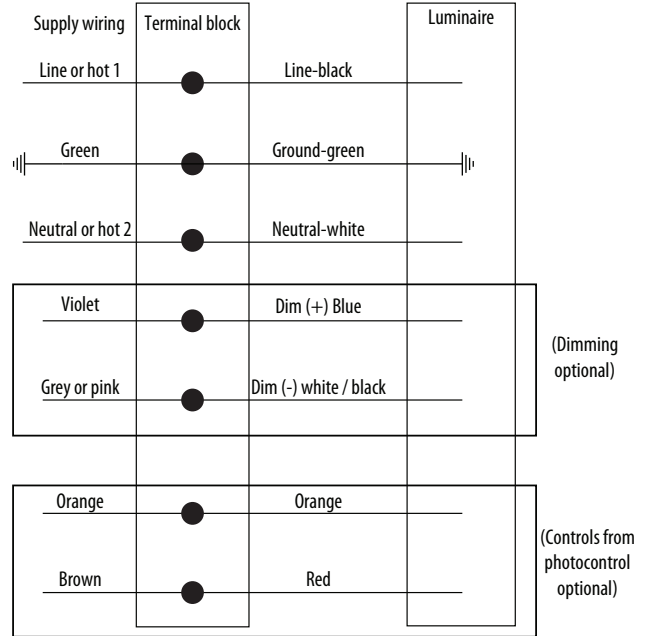 Supply wiring Terminal block Luminaire
Line or hot 1 Line-black
Green Ground-green
Neutral or hot 2 Neutral-white
Violet Dim (+) Blue
(Dimming
optional)
Grey or pink Dim (-) white / black
Orange Orange
(Controls from
photocontrol
optional)
Brown Red